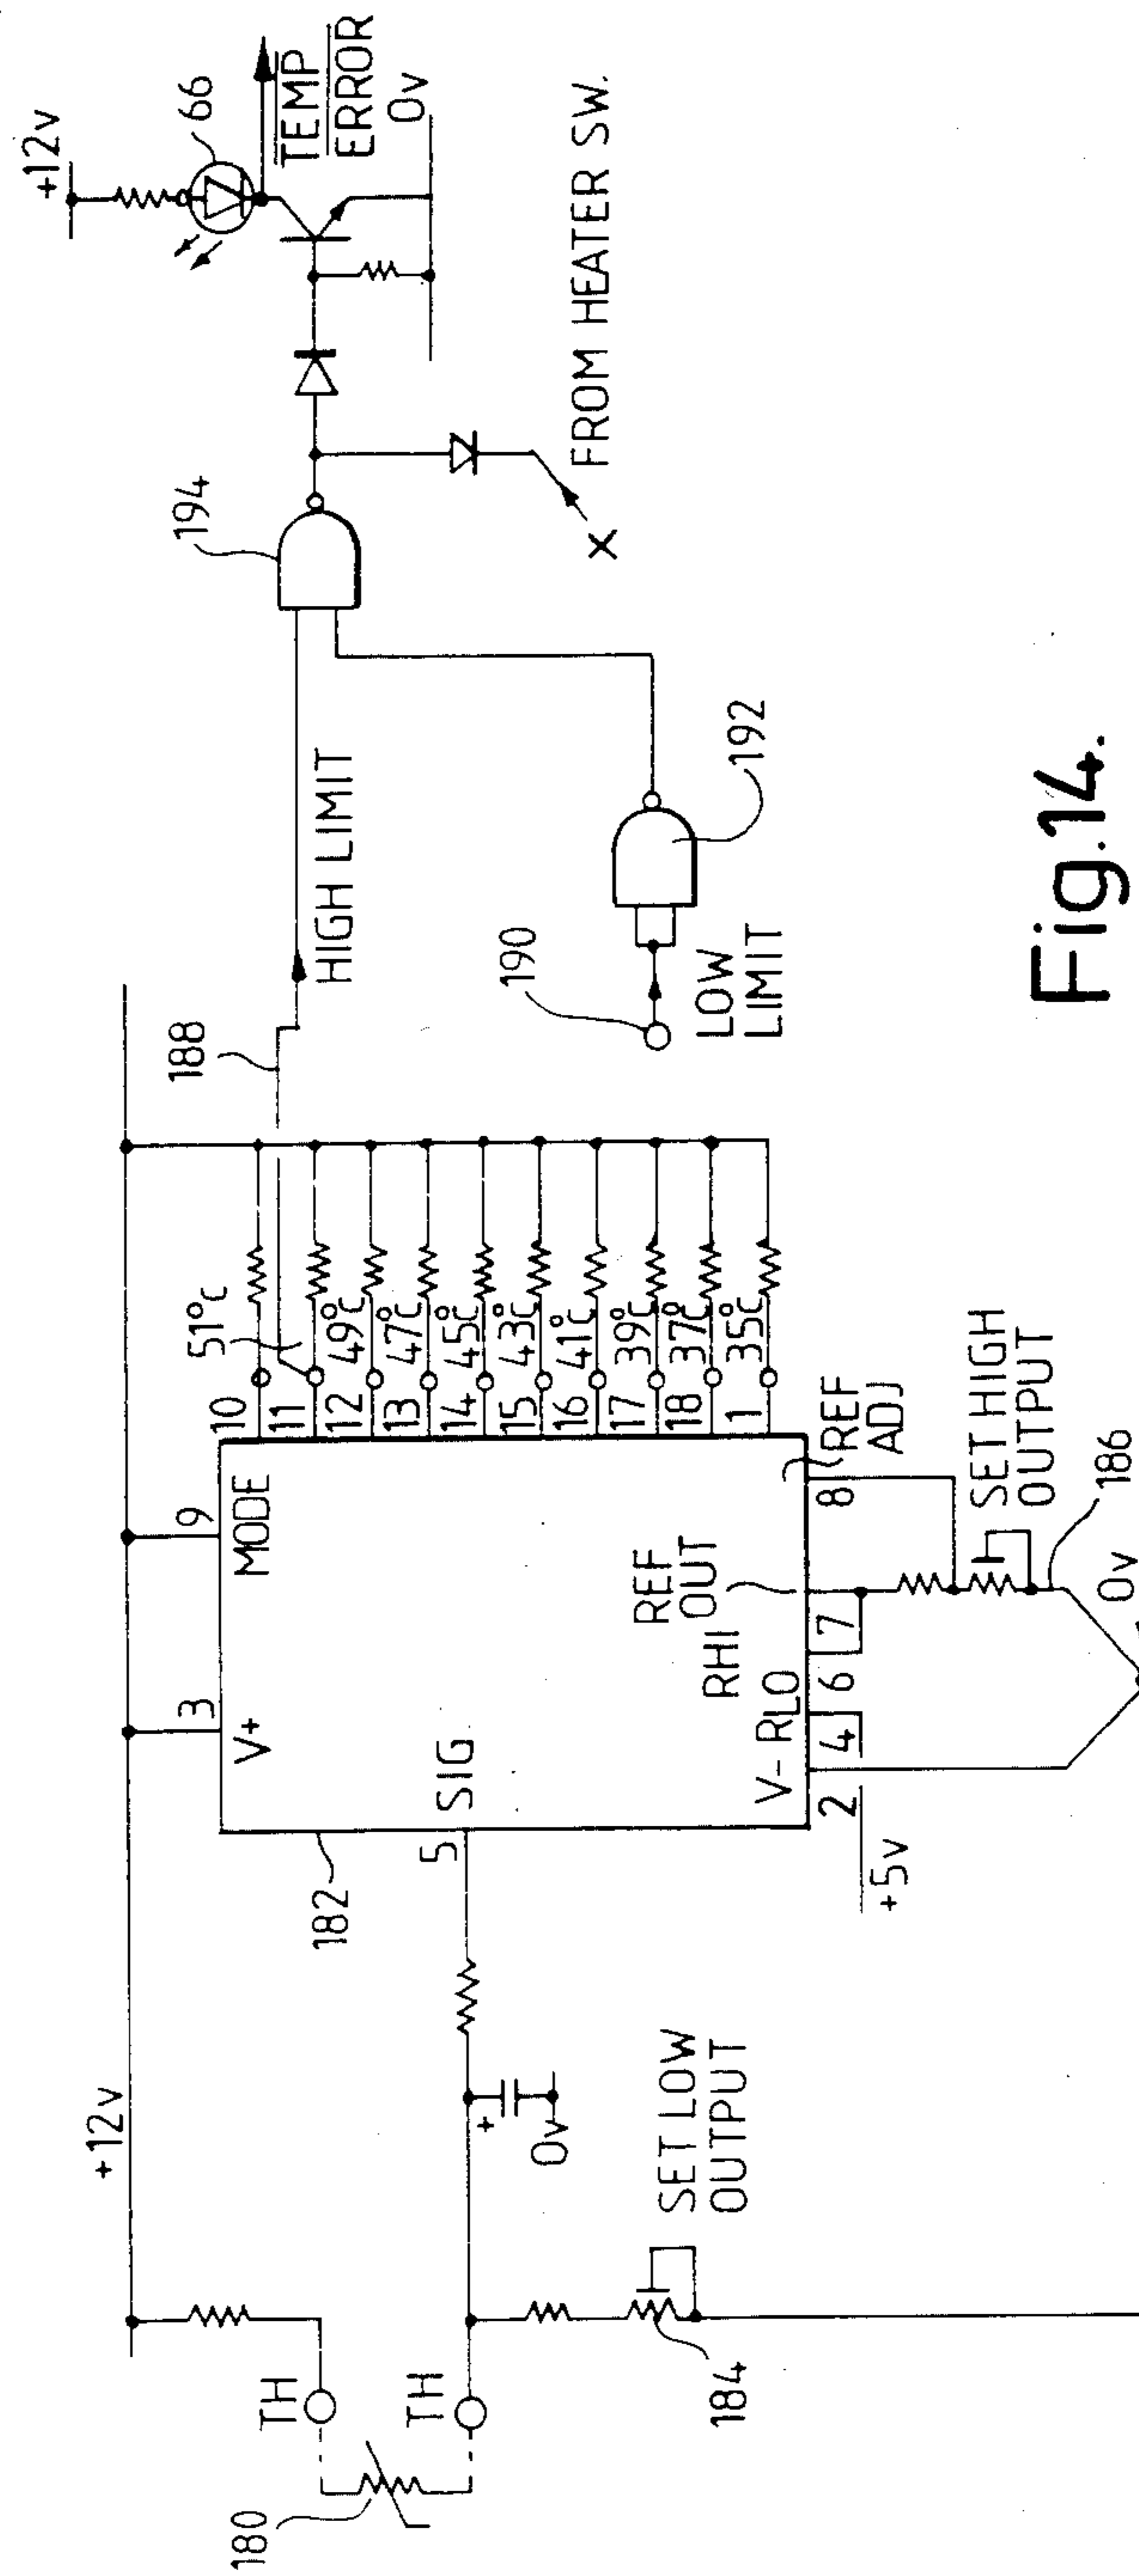 +12v
180
TH
TH
184
SET LOW
OUTPUT
+
0v
182
5
SIG
3
V+
9
MODE
V-
RLO
RHI
REF
OUT
2
4
6
7
8
+5v
REF
ADJ
SET HIGH
OUTPUT
186
0v
10
11
12
13
14
15
16
17
18
1
51°C
49°C
47°C
45°C
43°C
41°C
39°C
37°C
35°C
188
HIGH LIMIT
190
LOW
LIMIT
192
194
X
FROM HEATER SW.
+12v
66
TEMP
ERROR
0v
Fig.14.